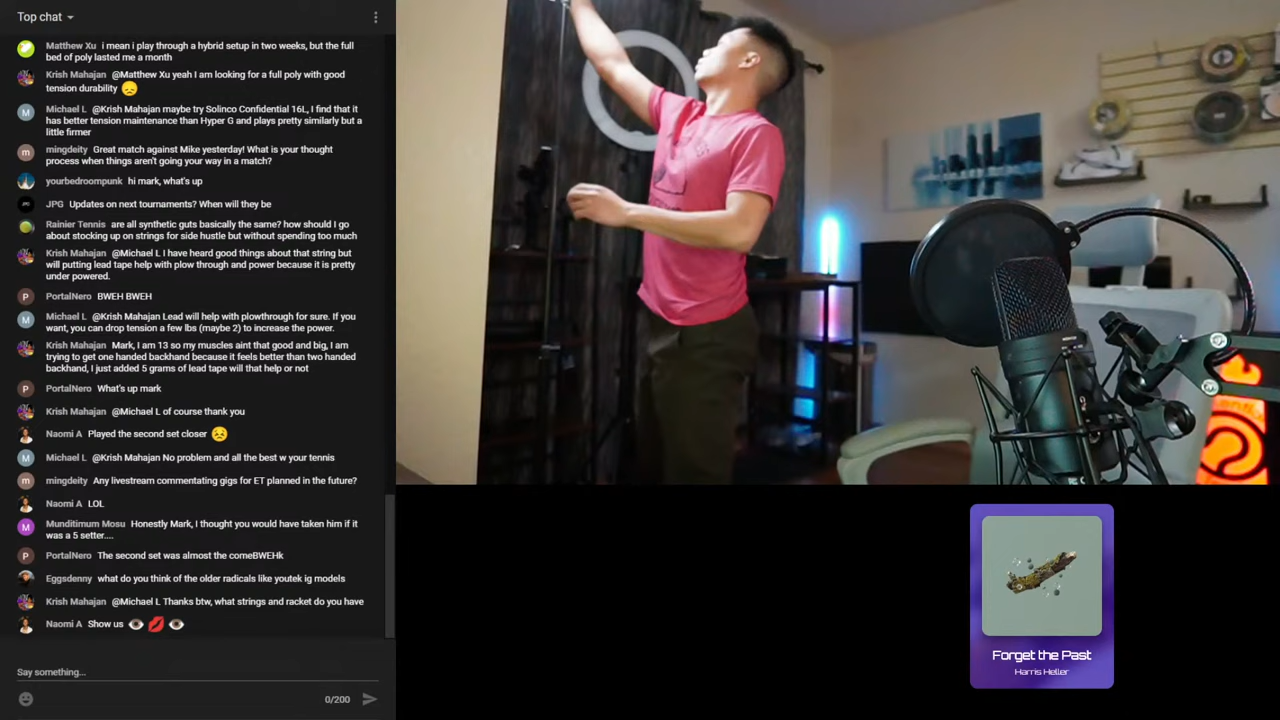 Top chat
Matthew Xu i mean i play through a hybrid setup in two weeks, but the full
bed of poly lasted me a month
Krish Mahajan @Matthew Xu yeah I am looking for a full poly with good
tension durability
Michael L @Krish Mahajan maybe try Solinco Confidential 16L, I find that it
has better tension maintenance than Hyper G and plays pretty similarly but a
little firmer
mingdeity Great match against Mike yesterday! What is your thought
process when things aren't going your way in a match?
yourbedroompunk hi mark, what's up
JPG Updates on next tournaments? When will they be
Rainier Tennis are all synthetic guts basically the same? how should I go
about stocking up on strings for side hustle but without spending too much
Krish Mahajan @Michael L I have heard good things about that string but
will putting lead tape help with plow through and power because it is pretty
under powered.
P PortalNero BWEH BWEH
Michael L @Krish Mahajan Lead will help with plowthrough for sure. If you
want, you can drop tension a few lbs (maybe 2) to increase the power.
Krish Mahajan Mark, I am 13 so my muscles aint that good and big, I am
trying to get one handed backhand because it feels better than two handed
backhand, I just added 5 grams of lead tape will that help or not
P PortalNero What's up mark
Krish Mahajan @Michael L of course thank you
Naomi A Played the second set closer
M Michael L @Krish Mahajan No problem and all the best w your tennis
m mingdeity Any livestream commentating gigs for ET planned in the future?
Naomi A LOL
M Munditimum Mosu Honestly Mark, I thought you would have taken him if it
was a 5 setter....
P PortalNero The second set was almost the comeBWEHk
Eggsdenny what do you think of the older radicals like youtek ig models
Krish Mahajan @Michael L Thanks btw, what strings and racket do you have
Naomi A Show us
Say something...
0/200
Forget the Past
Harris Heller